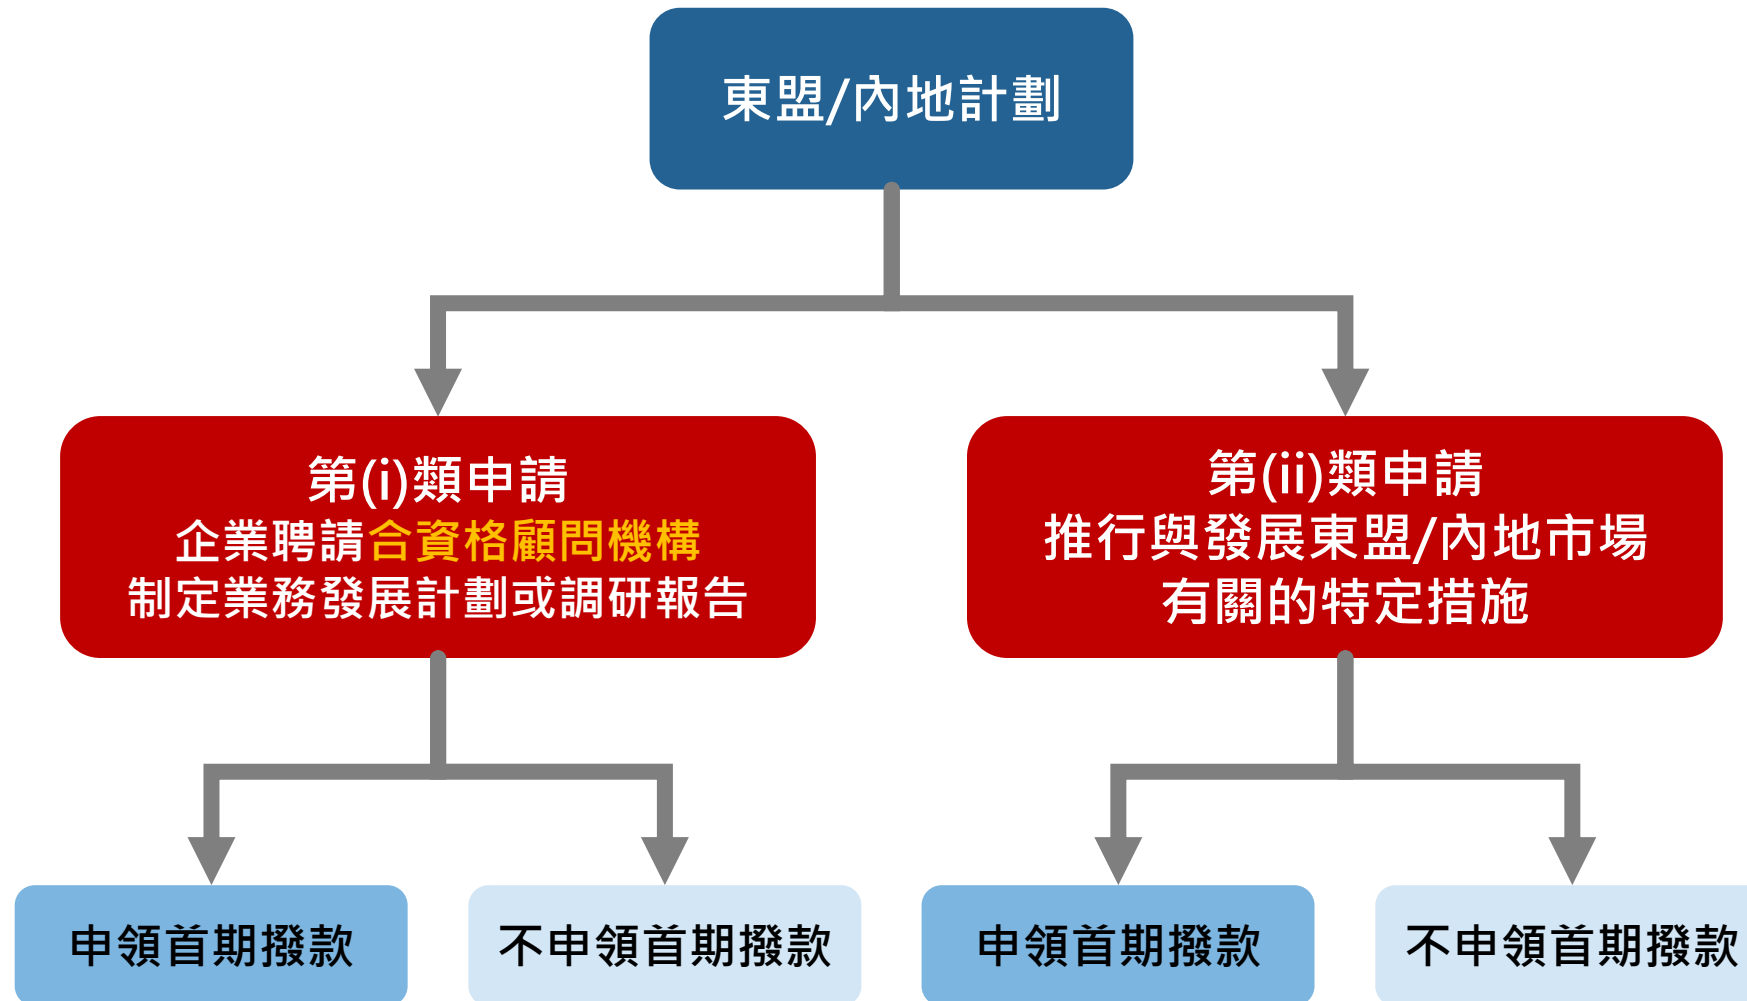 東盟/內地計劃
第(i)類申請
企業聘請合資格顧問機構
制定業務發展計劃或調研報告
第(ii)類申請
推行與發展東盟/內地市場
有關的特定措施
申領首期撥款
不申領首期撥款
申領首期撥款
不申領首期撥款